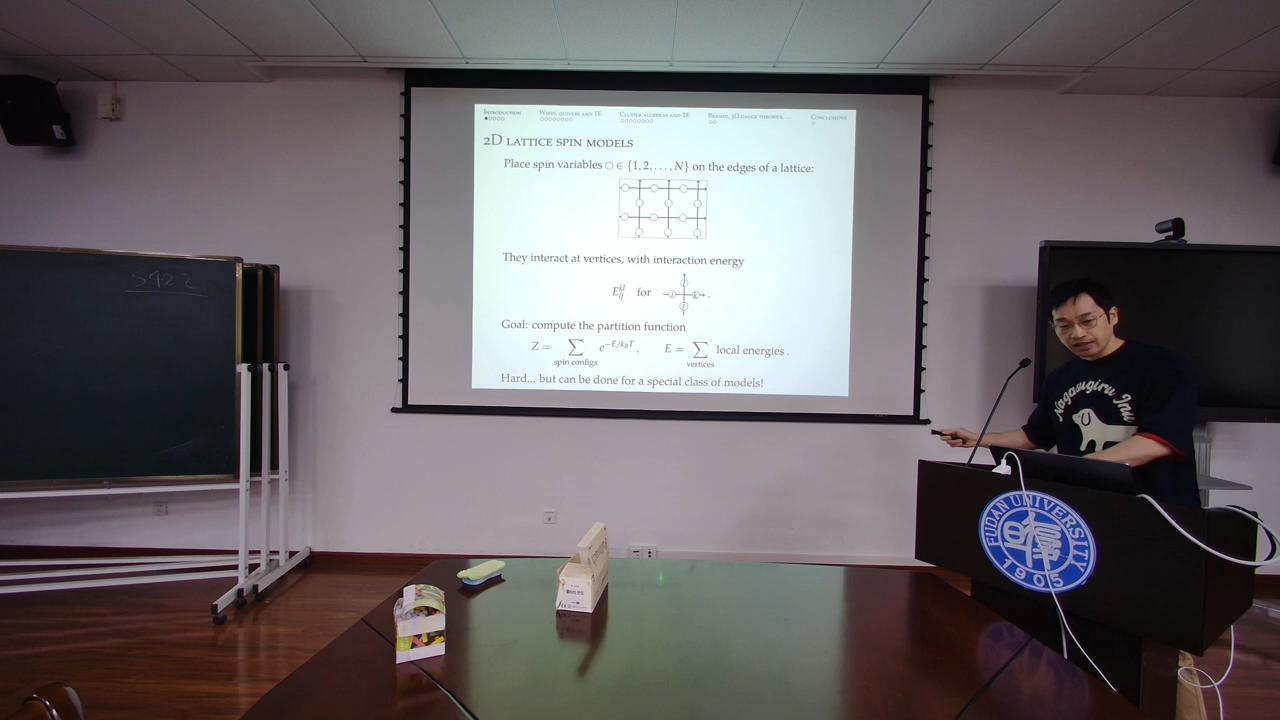 INTRODUCTION WIRES, QUIVERS AND TE CLUSTER ALGEBRAS AND TE BRANES, 3D GAUGE THEORIES, ... CONCLUSIONS
2D LATTICE SPIN MODELS
Place spin variables ○ ∈ {1, 2, . . . , N} on the edges of a lattice:
They interact at vertices, with interaction energy
E_{ij}^{kl} for
Goal: compute the partition function
Z = ∑_{spin configs} e^{−E/k_BT}, E = ∑_{vertices} local energies.
Hard... but can be done for a special class of models!
Nagasugiru Inu
FUDAN UNIVERSITY
1905